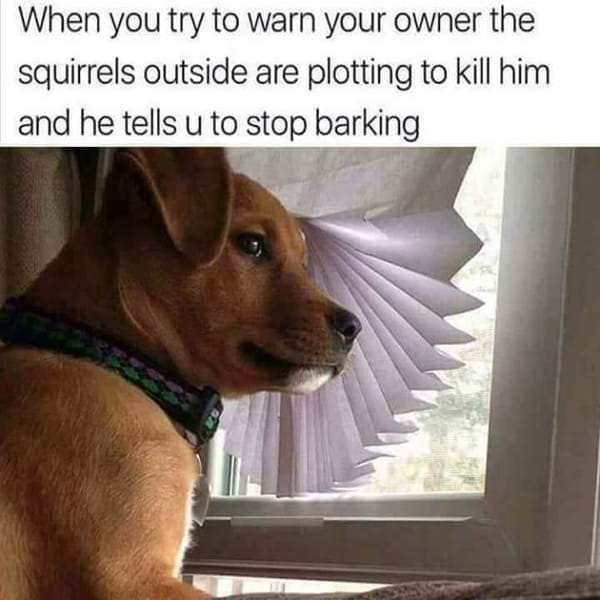 When you try to warn your owner the
squirrels outside are plotting to kill him
and he tells u to stop barking